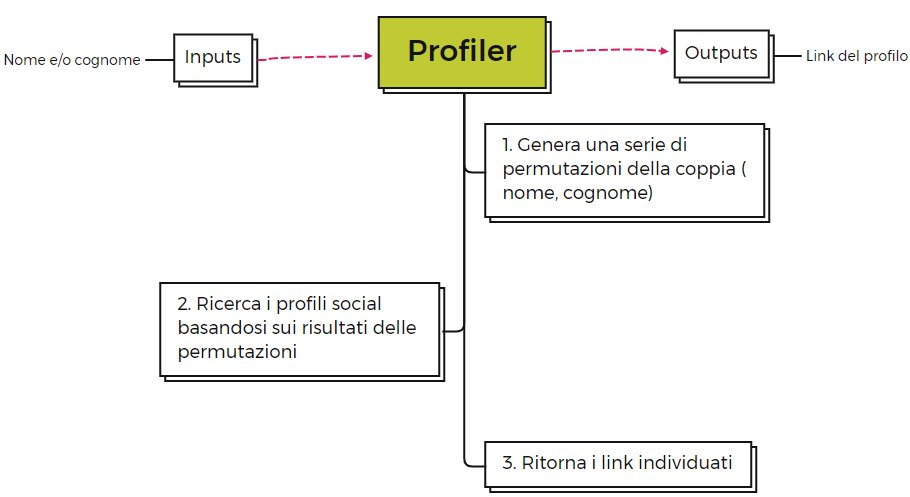 Nome e/o cognome
Inputs
Profiler
Outputs
Link del profilo
1. Genera una serie di
permutazioni della coppia (
nome, cognome)
2. Ricerca i profili social
basandosi sui risultati delle
permutazioni
3. Ritorna i link individuati